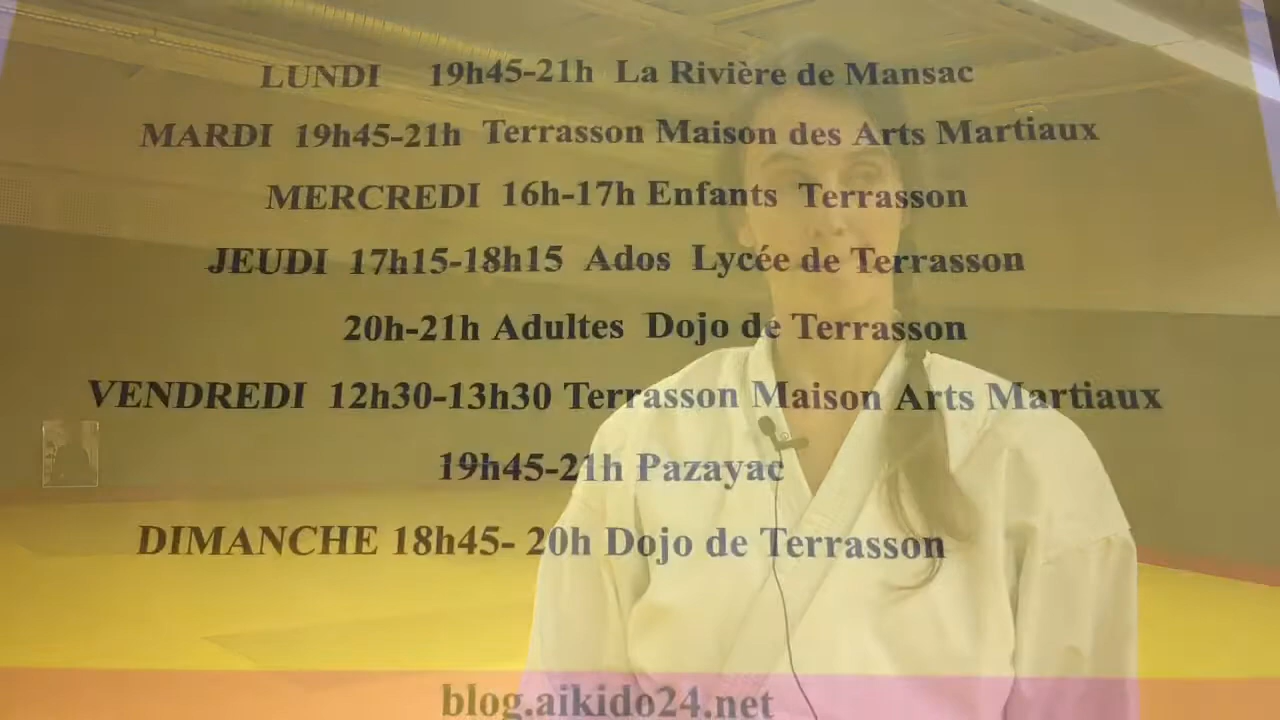 LUNDI 19h45-21h La Rivière de Mansac
MARDI 19h45-21h Terrasson Maison des Arts Martiaux
MERCREDI 16h-17h Enfants Terrasson
JEUDI 17h15-18h15 Ados Lycée de Terrasson
20h-21h Adultes Dojo de Terrasson
VENDREDI 12h30-13h30 Terrasson Maison Arts Martiaux
19h45-21h Pazayac
DIMANCHE 18h45- 20h Dojo de Terrasson
blog.aikido24.net